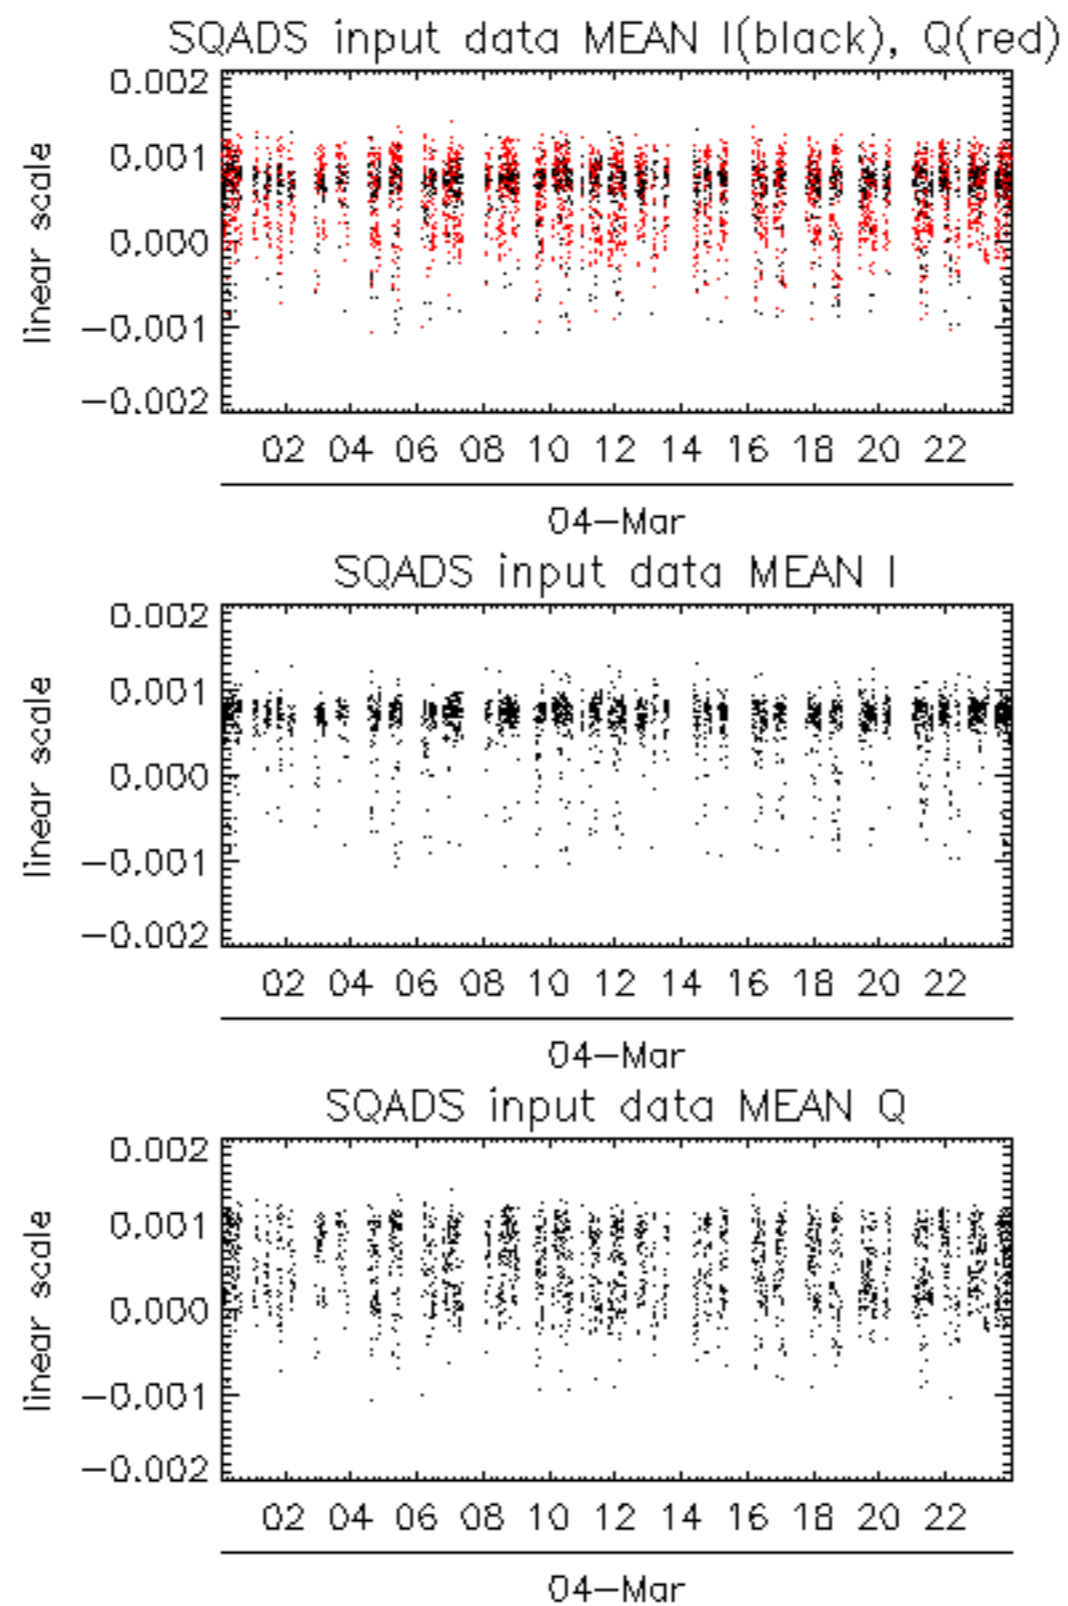 SQADS input data MEAN I(black), Q(red)
0.002
0.001
0.000
−0.001
−0.002
linear scale
02 04 06 08 10 12 14 16 18 20 22
04−Mar
SQADS input data MEAN I
0.002
0.001
0.000
−0.001
−0.002
linear scale
02 04 06 08 10 12 14 16 18 20 22
04−Mar
SQADS input data MEAN Q
0.002
0.001
0.000
−0.001
−0.002
linear scale
02 04 06 08 10 12 14 16 18 20 22
04−Mar